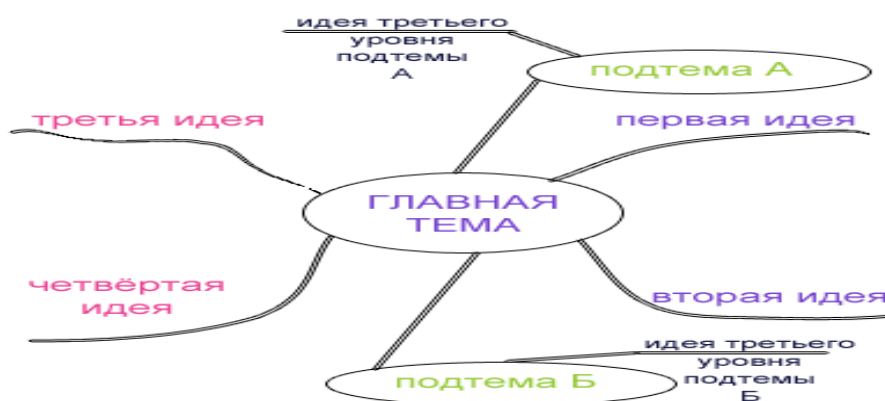 идея третьего
уровня
подтемы
А
подтема А
третья идея
первая идея
ГЛАВНАЯ
ТЕМА
четвёртая
идея
вторая идея
идея третьего
уровня
подтемы
Б
подтема Б